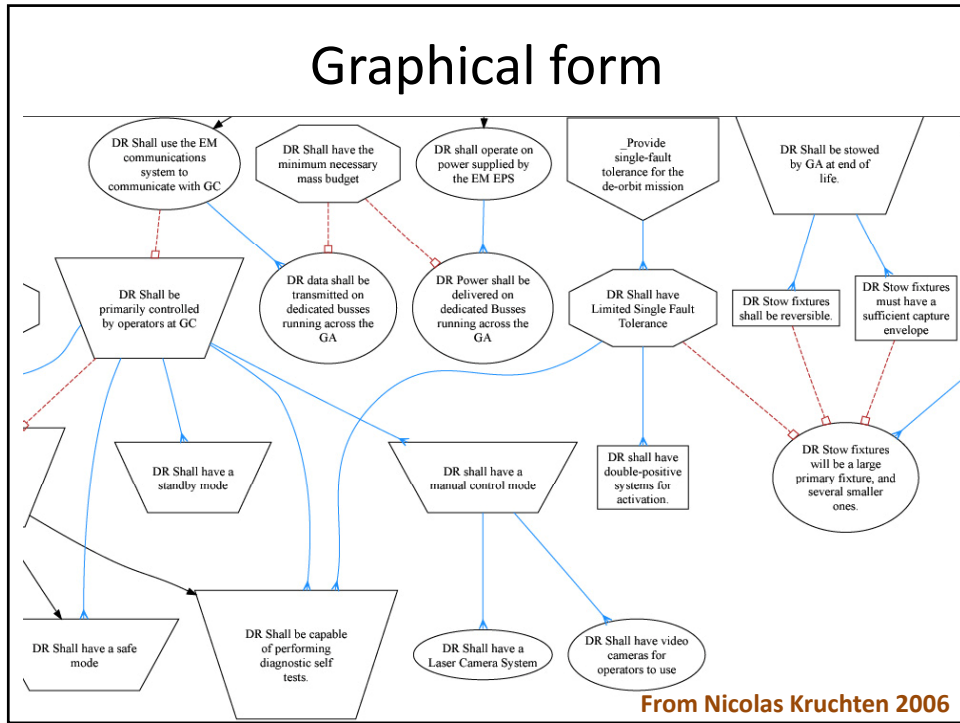 Graphical form
DR Shall use the EM
communications
system to
communicate with GC
DR Shall have the
minimum necessary
mass budget
DR shall operate on
power supplied by
the EM EPS
_Provide
single-fault
tolerance for the
de-orbit mission
DR Shall be stowed
by GA at end of
life.
DR Shall be
primarily controlled
by operators at GC
DR data shall be
transmitted on
dedicated busses
running across the
GA
DR Power shall be
delivered on
dedicated Busses
running across the
GA
DR Shall have
Limited Single Fault
Tolerance
DR Stow fixtures
shall be reversible.
DR Stow fixtures
must have a
sufficient capture
envelope
DR Shall have a
standby mode
DR shall have a
manual control mode
DR shall have
double-positive
systems for
activation.
DR Stow fixtures
will be a large
primary fixture, and
several smaller
ones.
DR Shall have a safe
mode
DR Shall be capable
of performing
diagnostic self
tests.
DR Shall have a
Laser Camera System
DR Shall have video
cameras for
operators to use
From Nicolas Kruchten 2006